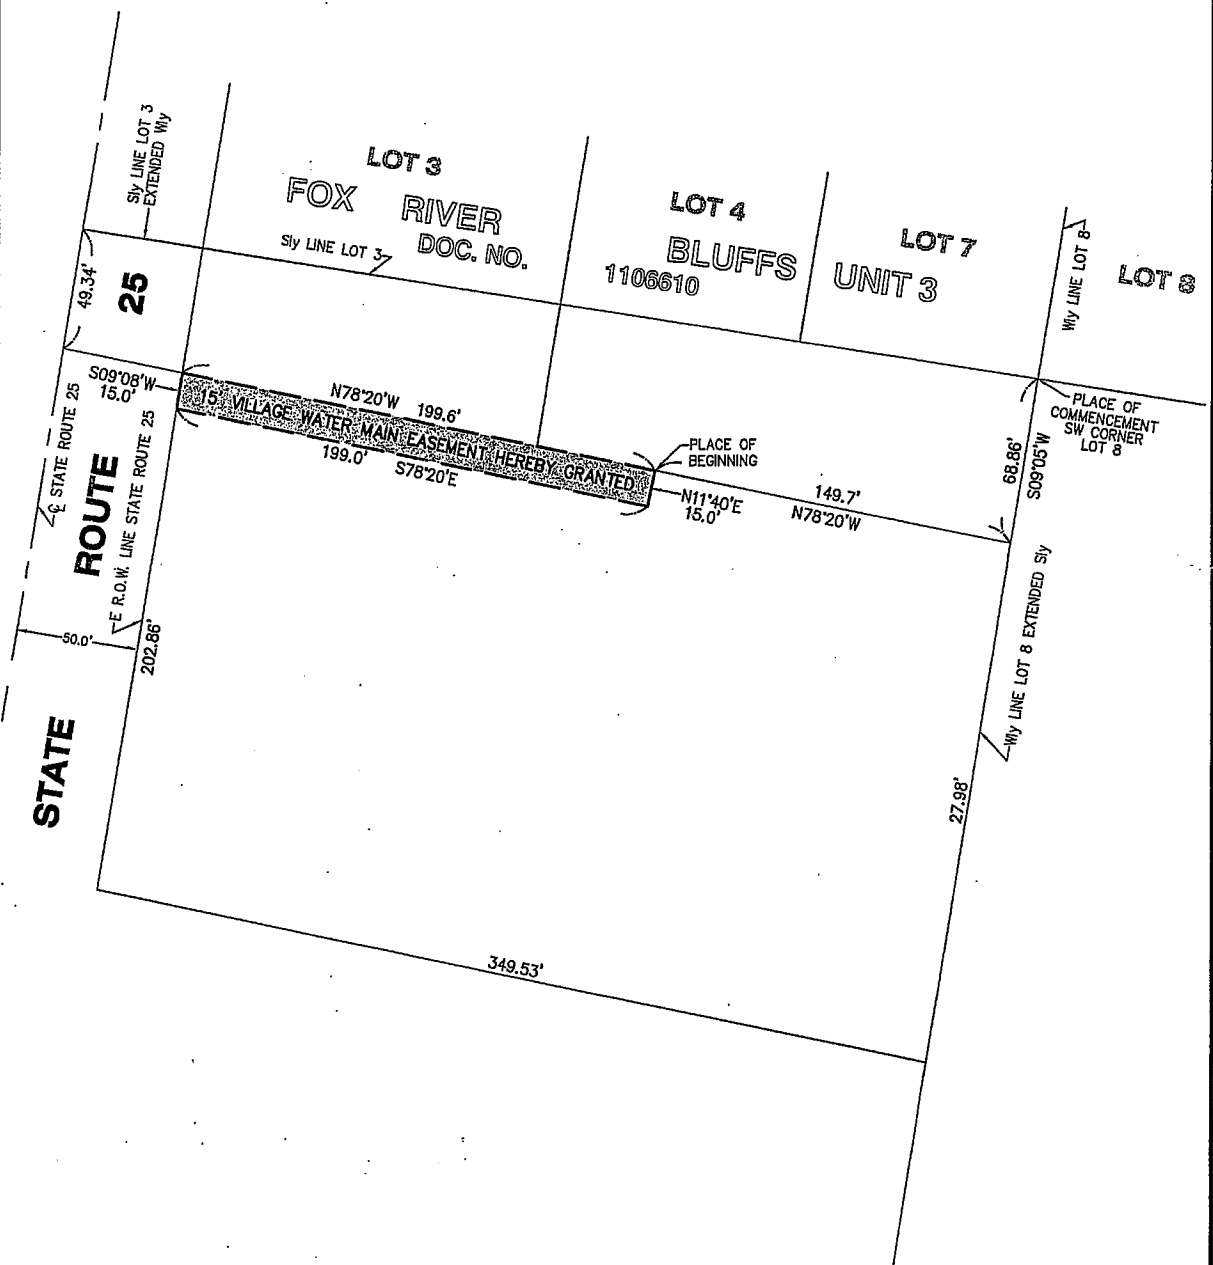 Sly LINE LOT 3
EXTENDED Wly
LOT 3
FOX RIVER
DOC. NO.
Sly LINE LOT 3
LOT 4
BLUFFS
1106610
LOT 7
UNIT 3
Wly LINE LOT 8
LOT 8
49.34'
25
S09°08'W
15.0'
N78°20'W 199.6'
15' VILLAGE WATER MAIN EASEMENT HEREBY GRANTED
199.0' S78°20'E
PLACE OF
BEGINNING
N11°40'E
15.0'
149.7'
N78°20'W
PLACE OF
COMMENCEMENT
SW CORNER
LOT 8
68.86'
S09°05'W
℄ STATE ROUTE 25
ROUTE
E R.O.W. LINE STATE ROUTE 25
50.0'
202.86'
STATE
Wly LINE LOT 8 EXTENDED Sly
27.98'
349.53'